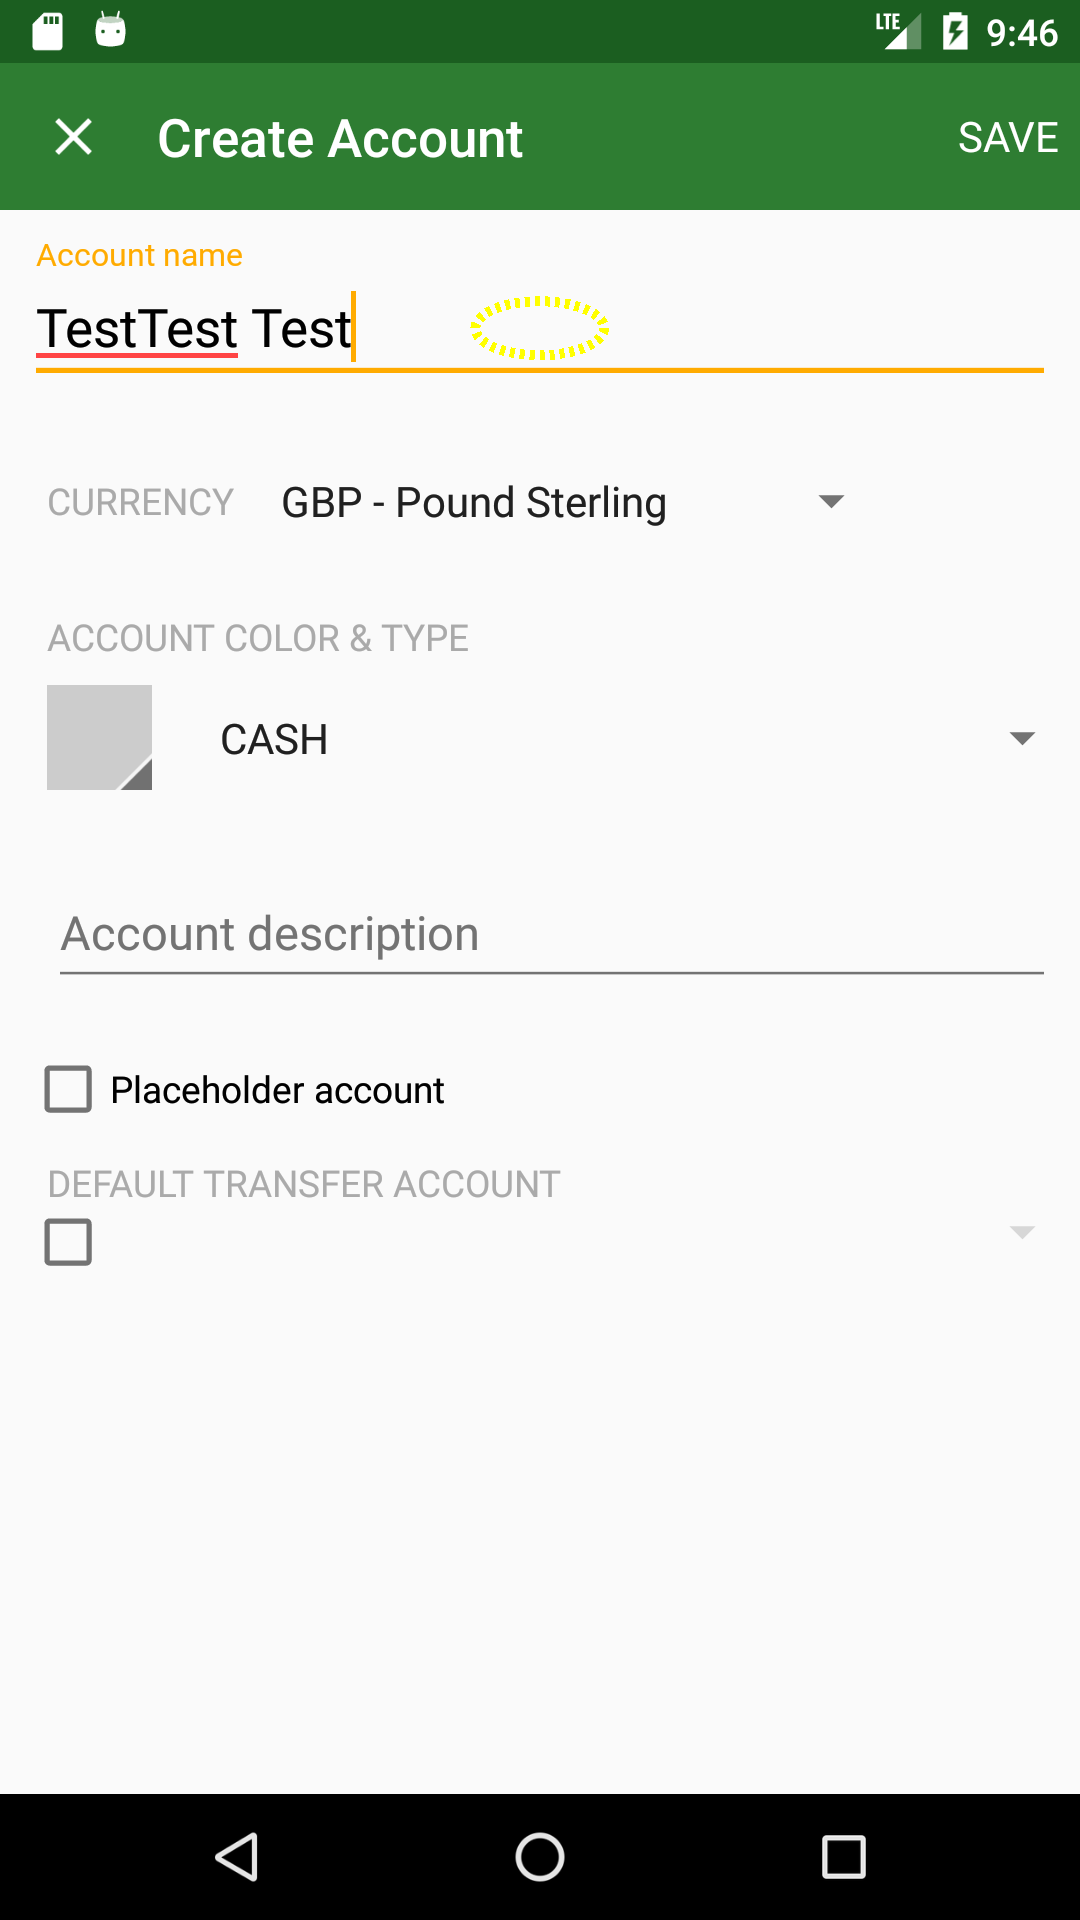 LTE 9:46
Create Account SAVE
Account name
TestTest Test
CURRENCY GBP - Pound Sterling
ACCOUNT COLOR & TYPE
CASH
Account description
Placeholder account
DEFAULT TRANSFER ACCOUNT